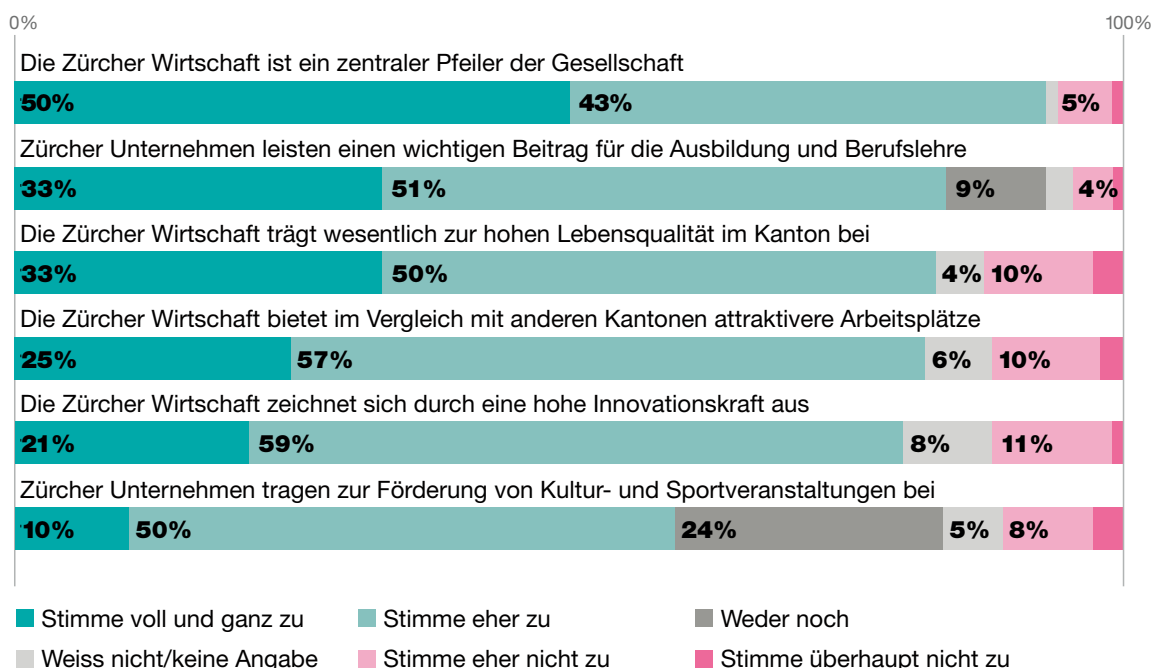 0% 100%
Die Zürcher Wirtschaft ist ein zentraler Pfeiler der Gesellschaft
50% 43% 5%
Zürcher Unternehmen leisten einen wichtigen Beitrag für die Ausbildung und Berufslehre
33% 51% 9% 4%
Die Zürcher Wirtschaft trägt wesentlich zur hohen Lebensqualität im Kanton bei
33% 50% 4% 10%
Die Zürcher Wirtschaft bietet im Vergleich mit anderen Kantonen attraktivere Arbeitsplätze
25% 57% 6% 10%
Die Zürcher Wirtschaft zeichnet sich durch eine hohe Innovationskraft aus
21% 59% 8% 11%
Zürcher Unternehmen tragen zur Förderung von Kultur- und Sportveranstaltungen bei
10% 50% 24% 5% 8%
Stimme voll und ganz zu Stimme eher zu Weder noch
Weiss nicht/keine Angabe Stimme eher nicht zu Stimme überhaupt nicht zu